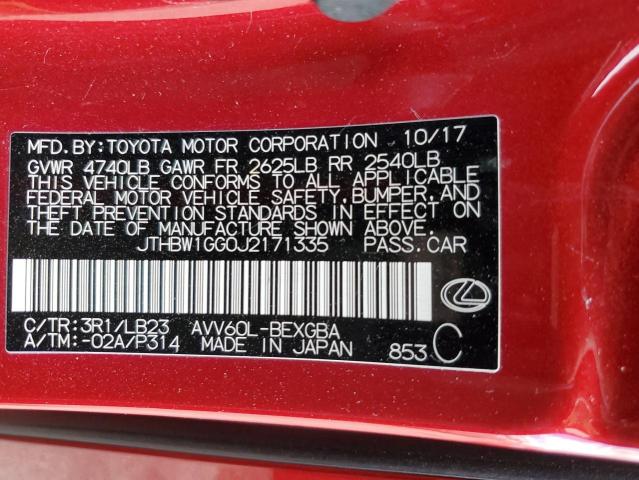 MFD.BY:TOYOTA MOTOR CORPORATION 10/17
GVWR 4740LB GAWR FR 2625LB RR 2540LB
THIS VEHICLE CONFORMS TO ALL APPLICABLE
FEDERAL MOTOR VEHICLE SAFETY,BUMPER,AND
THEFT PREVENTION STANDARDS IN EFFECT ON
THE DATE OF MANUFACTURE SHOWN ABOVE.
JTHBW1GG0J2171335 PASS.CAR
C/TR:3R1/LB23 AVV60L-BEXGBA
A/TM:-02A/P314 MADE IN JAPAN 853 C